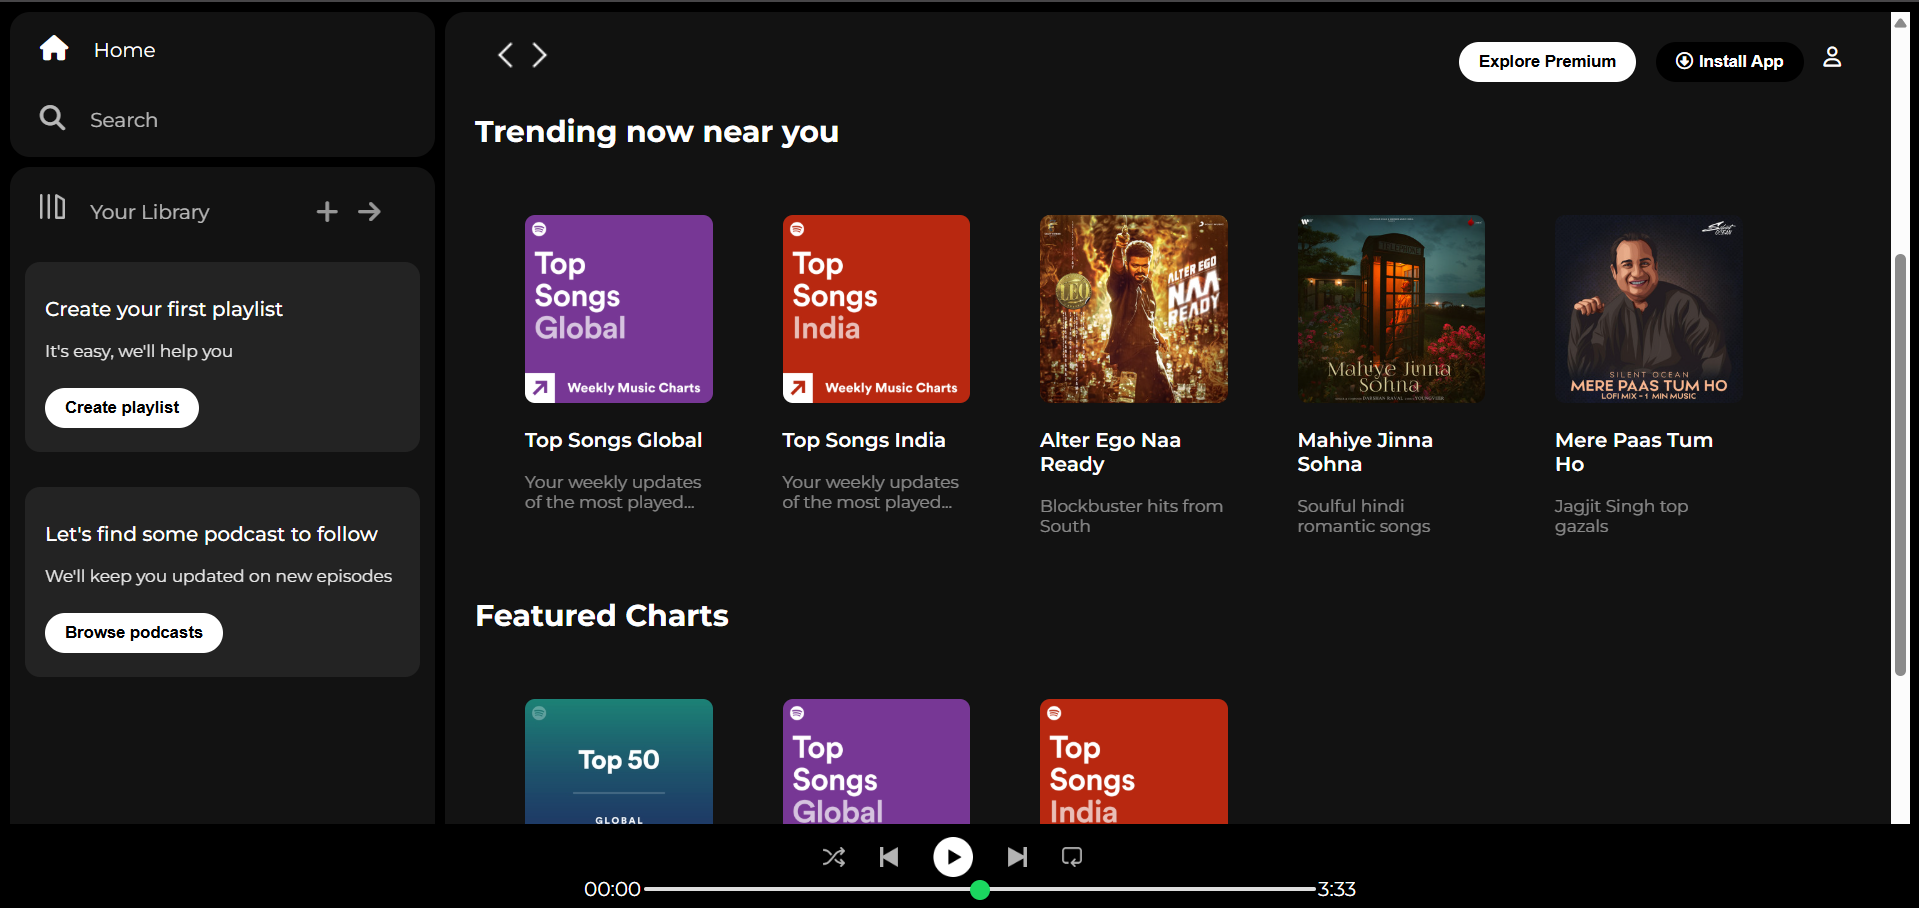 Home
Search
Your Library
Create your first playlist
It's easy, we'll help you
Create playlist
Let's find some podcast to follow
We'll keep you updated on new episodes
Browse podcasts
Explore Premium
Install App
Trending now near you
Top
Songs
Global
Weekly Music Charts
Top Songs Global
Your weekly updates
of the most played...
Top
Songs
India
Weekly Music Charts
Top Songs India
Your weekly updates
of the most played...
LEO
ALTER EGO
NAA
READY
Alter Ego Naa
Ready
Blockbuster hits from
South
TELEPHONE
Mahiye Jinna
Sohna
DARSHAN RAVAL
Mahiye Jinna
Sohna
Soulful hindi
romantic songs
Silent
OCEAN
SILENT OCEAN
MERE PAAS TUM HO
LOFI MIX - 1 MIN MUSIC
Mere Paas Tum
Ho
Jagjit Singh top
gazals
Featured Charts
Top 50
GLOBAL
Top
Songs
Global
Top
Songs
India
00:00
3:33